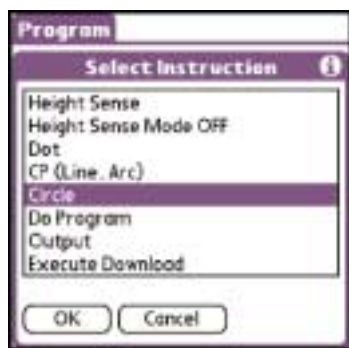 Program
Select Instruction
Height Sense
Height Sense Mode OFF
Dot
CP (Line, Arc)
Circle
Do Program
Output
Execute Download
OK Cancel